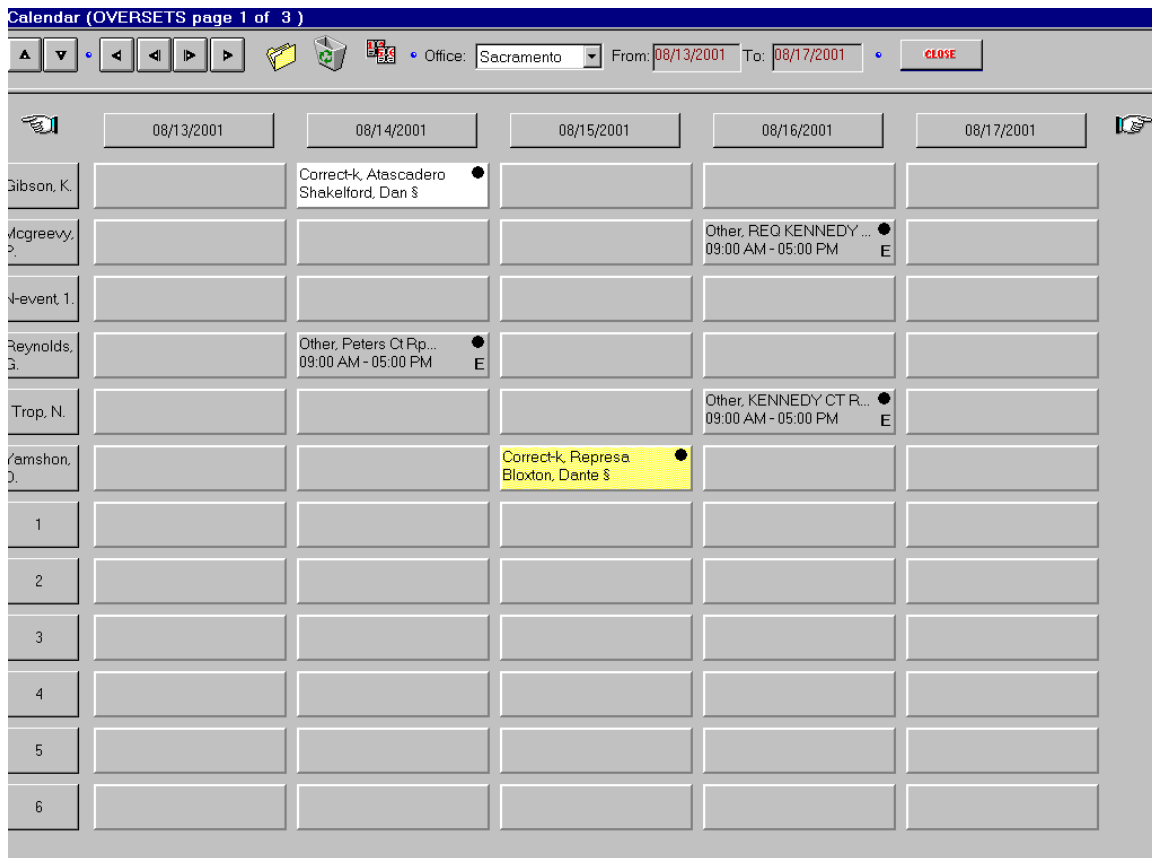 Calendar (OVERSETS page 1 of 3 )
Office: Sacramento From: 08/13/2001 To: 08/17/2001 CLOSE
08/13/2001 08/14/2001 08/15/2001 08/16/2001 08/17/2001
Gibson, K.
Correct-k, Atascadero
Shakelford, Dan §
Mcgreevy,
P.
Other, REQ KENNEDY ...
09:00 AM - 05:00 PM E
N-event, 1.
Reynolds,
G.
Other, Peters Ct Rp...
09:00 AM - 05:00 PM E
Trop, N.
Other, KENNEDY CT R...
09:00 AM - 05:00 PM E
Yamshon,
D.
Correct-k, Represa
Bloxton, Dante §
1
2
3
4
5
6